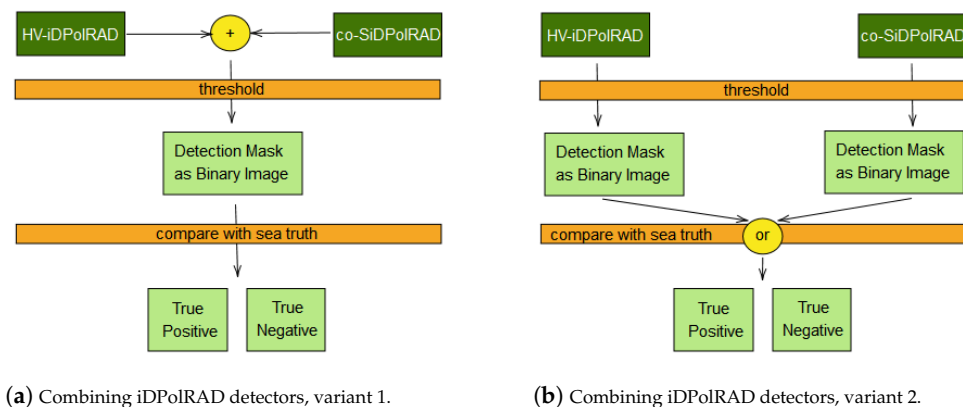 HV-iDPolRAD
+
co-SiDPolRAD
threshold
Detection Mask
as Binary Image
compare with sea truth
True
Positive
True
Negative
(a) Combining iDPolRAD detectors, variant 1.
HV-iDPolRAD
co-SiDPolRAD
threshold
Detection Mask
as Binary Image
Detection Mask
as Binary Image
compare with sea truth
or
True
Positive
True
Negative
(b) Combining iDPolRAD detectors, variant 2.